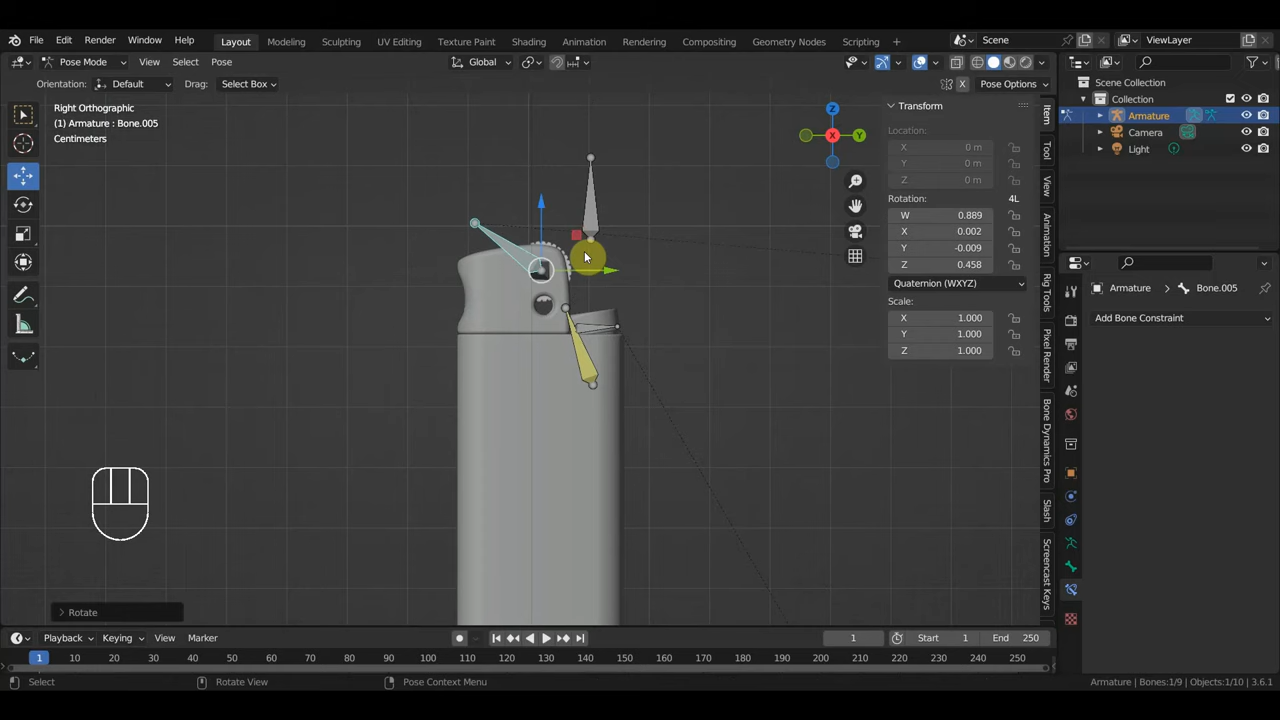 File Edit Render Window Help Layout Modeling Sculpting UV Editing Texture Paint Shading Animation Rendering Compositing Geometry Nodes Scripting + Scene ViewLayer
Pose Mode View Select Pose Global
Orientation: Default Drag: Select Box X Pose Options
Right Orthographic
(1) Armature : Bone.005
Centimeters
Z
Y
X
Transform
Location:
X 0 m
Y 0 m
Z 0 m
Rotation: 4L
W 0.889
X 0.002
Y -0.009
Z 0.458
Quaternion (WXYZ)
Scale:
X 1.000
Y 1.000
Z 1.000
Item
Tool
View
Animation
Rig Tools
Pixel Render
Bone Dynamics Pro
Slash
Screencast Keys
Scene Collection
Collection
Armature
Camera
Light
Armature > Bone.005
Add Bone Constraint
> Rotate
Playback Keying View Marker 1 Start 1 End 250
1 10 20 30 40 50 60 70 80 90 100 110 120 130 140 150 160 170 180 190 200 210 220 230 240 250
Select Rotate View Pose Context Menu Armature | Bones:1/9 | Objects:1/10 | 3.6.1